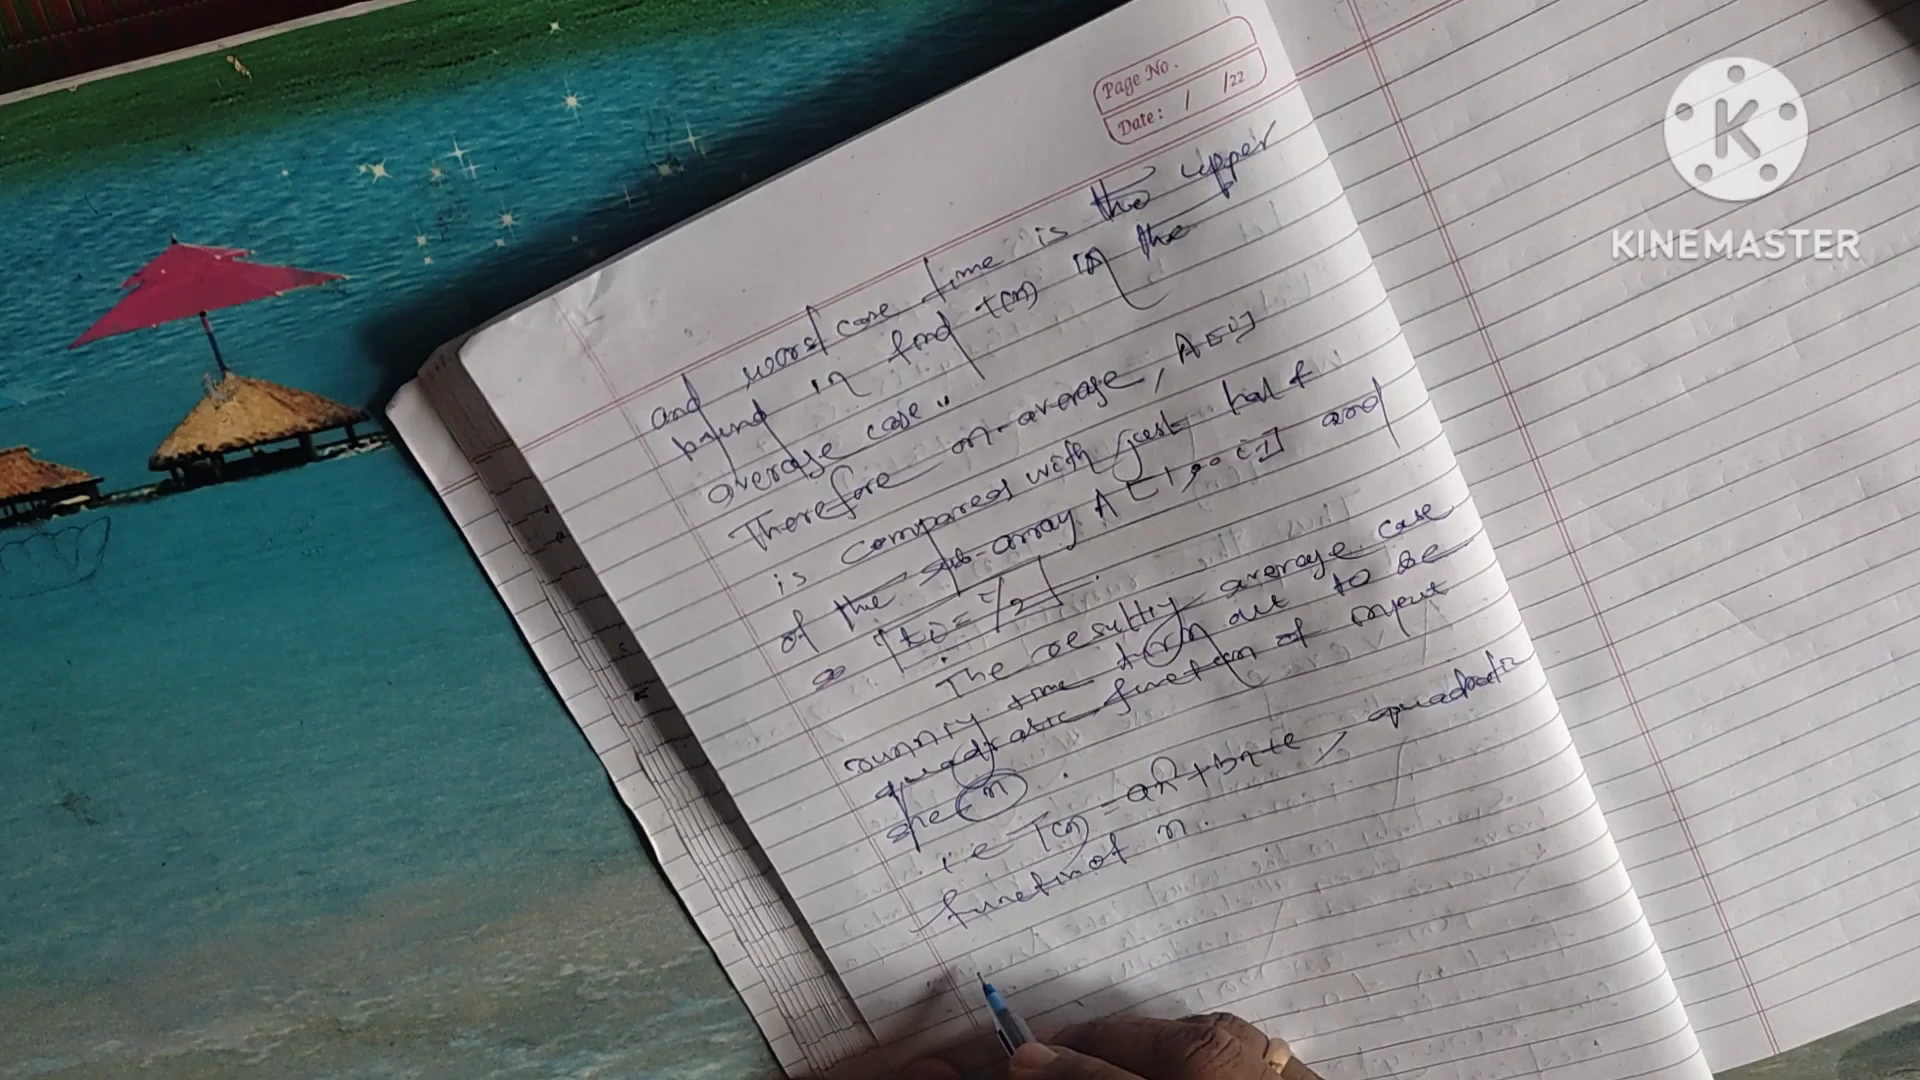 Page No.
Date: / /22
and worst case time is the upper
bound in find T(n) in the
average case.
Therefore on-average, A[i]
is compared with just half
of the sub-array A[1,.. i-1] and
ti = i/2
The resulting average case
running time turn out to be
quadratic function of input
size n.
i.e T(n) = an²+bn+c, quadratic
function of n.
KINEMASTER